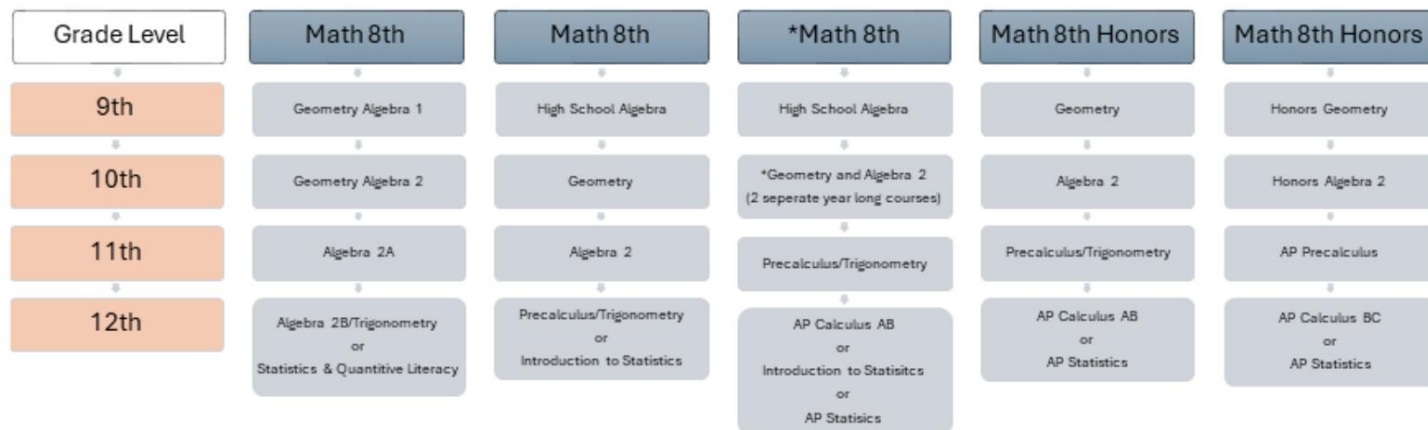 Grade Level
Math 8th
Math 8th
*Math 8th
Math 8th Honors
Math 8th Honors
9th
Geometry Algebra 1
High School Algebra
High School Algebra
Geometry
Honors Geometry
10th
Geometry Algebra 2
Geometry
*Geometry and Algebra 2
(2 seperate year long courses)
Algebra 2
Honors Algebra 2
11th
Algebra 2A
Algebra 2
Precalculus/Trigonometry
Precalculus/Trigonometry
AP Precalculus
12th
Algebra 2B/Trigonometry
or
Statistics & Quantitive Literacy
Precalculus/Trigonometry
or
Introduction to Statistics
AP Calculus AB
or
Introduction to Statisitcs
or
AP Statisics
AP Calculus AB
or
AP Statistics
AP Calculus BC
or
AP Statistics